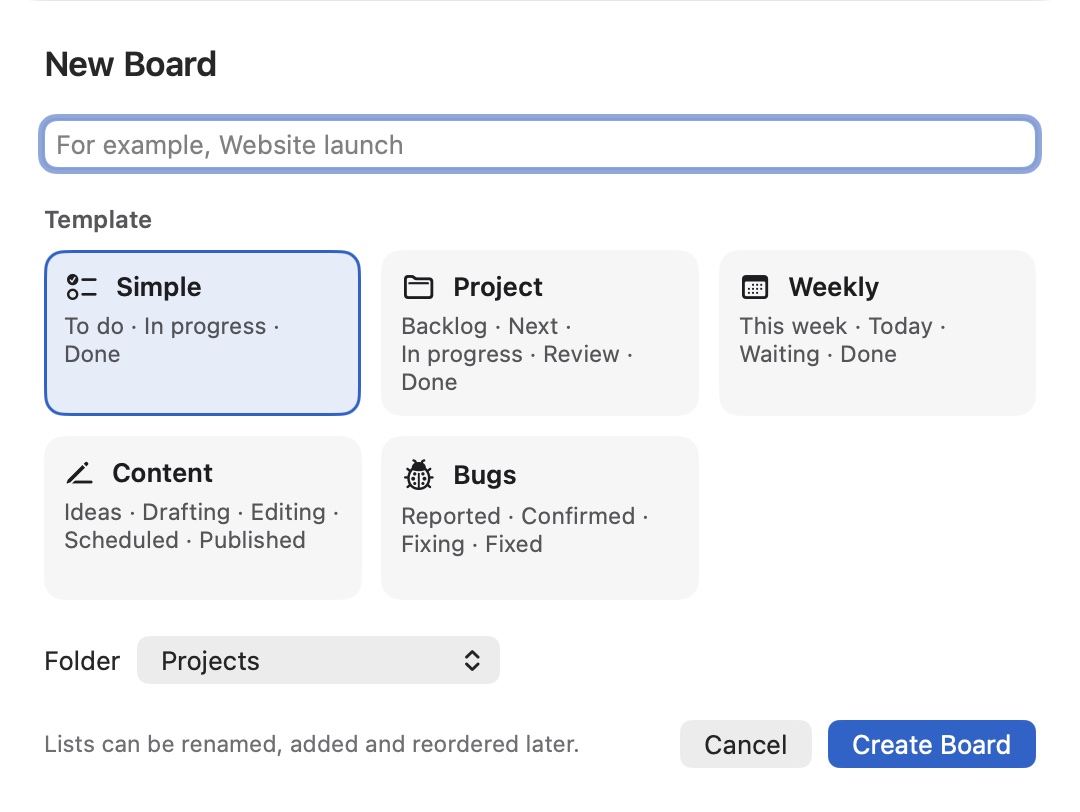 New Board
For example, Website launch
Template
Simple
To do · In progress ·
Done
Project
Backlog · Next ·
In progress · Review ·
Done
Weekly
This week · Today ·
Waiting · Done
Content
Ideas · Drafting · Editing ·
Scheduled · Published
Bugs
Reported · Confirmed ·
Fixing · Fixed
Folder Projects
Lists can be renamed, added and reordered later.
Cancel
Create Board